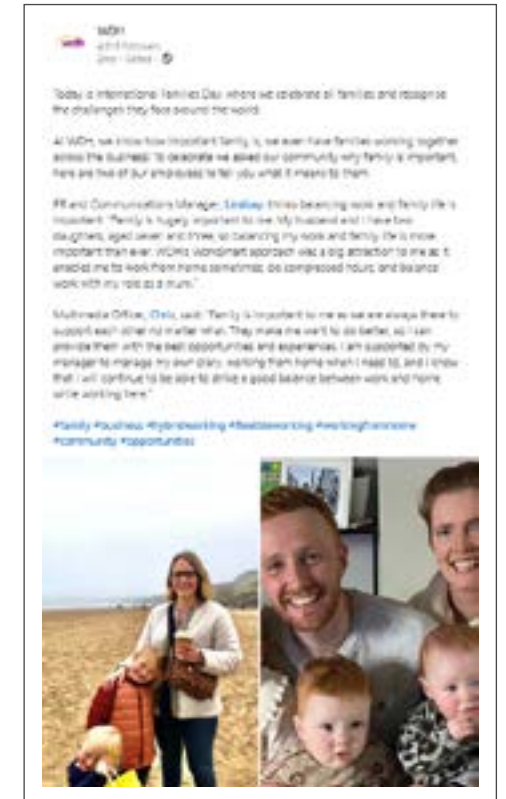 WDH
Today is International Families Day, where we celebrate all families and recognise
the challenges they face around the world.
At WDH, we know how important family is, we even have families working together
across the business! To celebrate we asked our community why family is important,
here are two of our employees to tell you what it means to them.
PR and Communications Manager, Lindsay, thinks balancing work and family life is
important: "Family is hugely important to me. My husband and I have two
daughters, aged seven and three, so balancing my work and family life is more
important than ever. WDH's WorkSmart approach was a big attraction to me as it
enables me to work from home sometimes, do compressed hours, and balance
work with my role as a mum."
Multimedia Officer, Chris, said: "Family is important to me as we are always there to
support each other no matter what. They make me want to do better, so I can
provide them with the best opportunities and experiences. I am supported by my
manager to manage my own diary, working from home when I need to, and I know
that I will continue to be able to strike a good balance between work and home
while working here."
#family #business #hybridworking #flexibleworking #workingfromhome
#community #opportunities